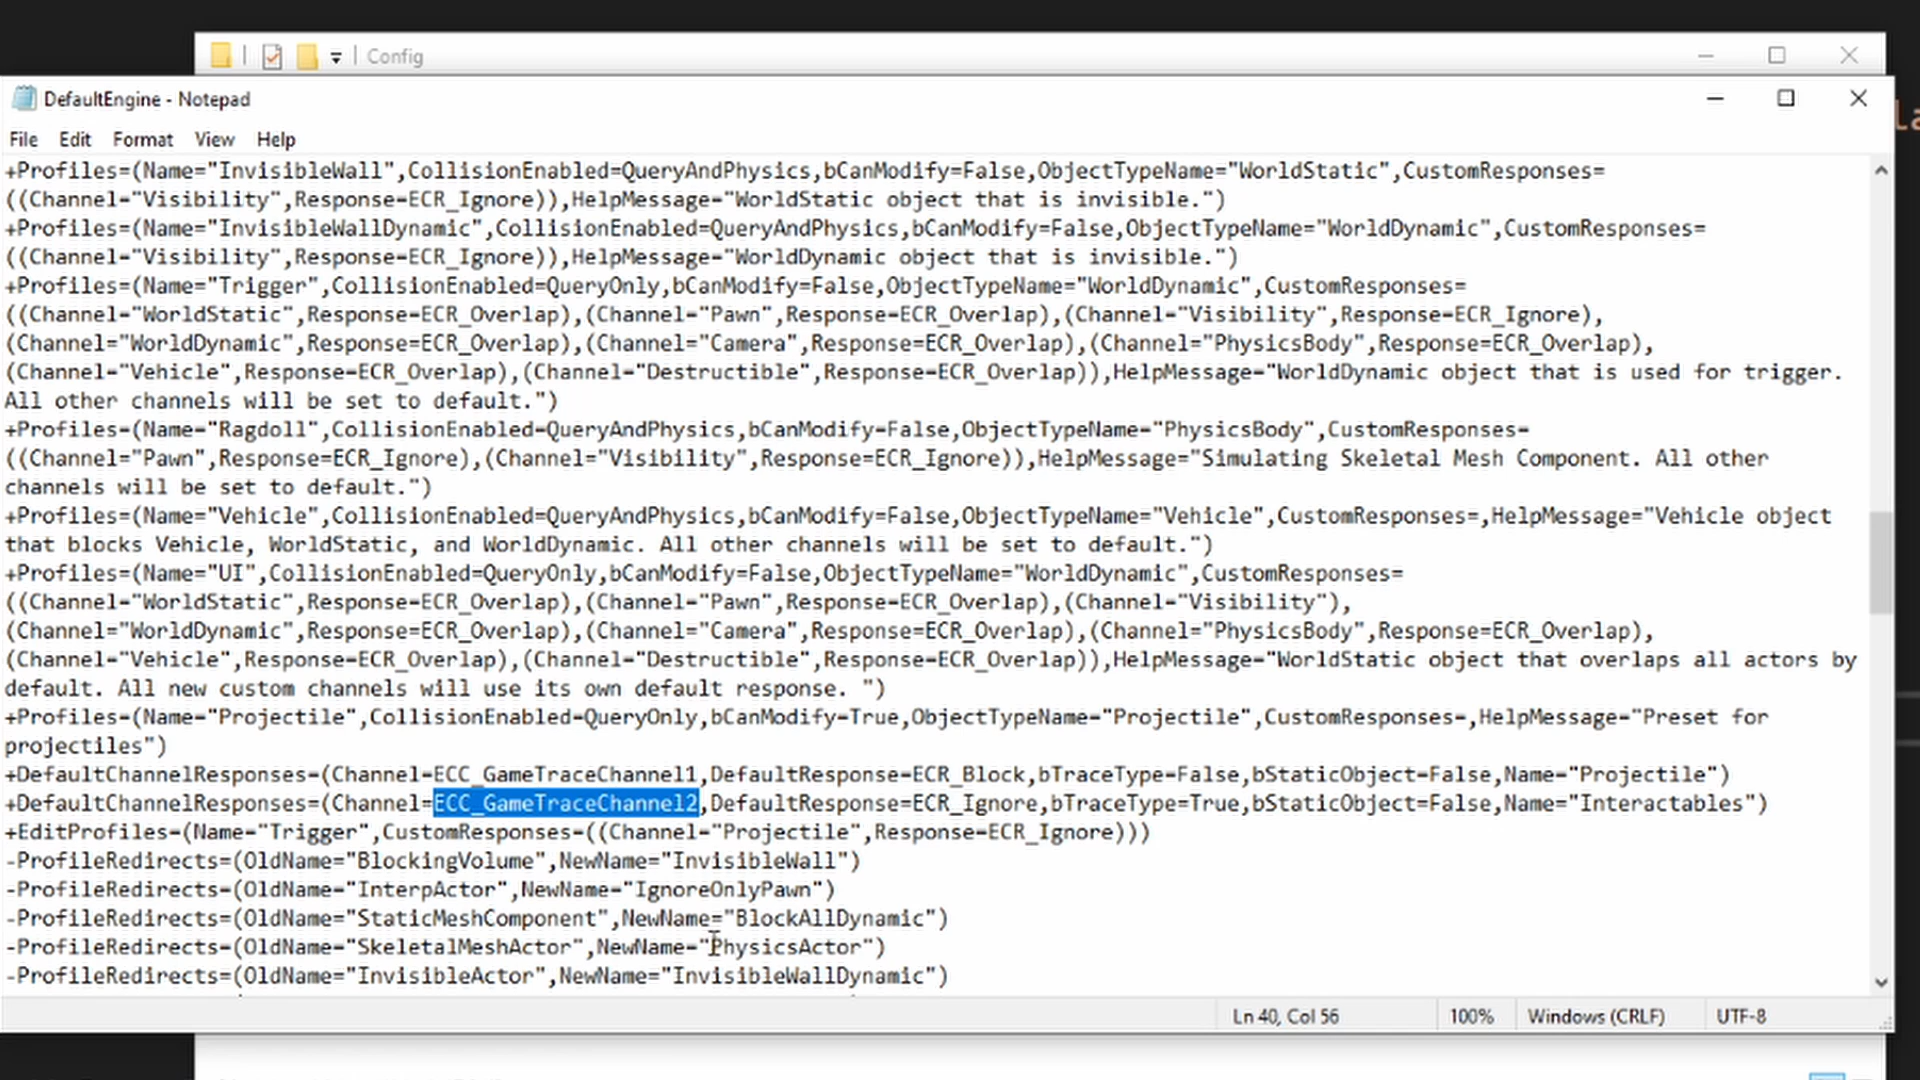 Config
DefaultEngine - Notepad
File Edit Format View Help
+Profiles=(Name="InvisibleWall",CollisionEnabled=QueryAndPhysics,bCanModify=False,ObjectTypeName="WorldStatic",CustomResponses=
((Channel="Visibility",Response=ECR_Ignore)),HelpMessage="WorldStatic object that is invisible.")
+Profiles=(Name="InvisibleWallDynamic",CollisionEnabled=QueryAndPhysics,bCanModify=False,ObjectTypeName="WorldDynamic",CustomResponses=
((Channel="Visibility",Response=ECR_Ignore)),HelpMessage="WorldDynamic object that is invisible.")
+Profiles=(Name="Trigger",CollisionEnabled=QueryOnly,bCanModify=False,ObjectTypeName="WorldDynamic",CustomResponses=
((Channel="WorldStatic",Response=ECR_Overlap),(Channel="Pawn",Response=ECR_Overlap),(Channel="Visibility",Response=ECR_Ignore),
(Channel="WorldDynamic",Response=ECR_Overlap),(Channel="Camera",Response=ECR_Overlap),(Channel="PhysicsBody",Response=ECR_Overlap),
(Channel="Vehicle",Response=ECR_Overlap),(Channel="Destructible",Response=ECR_Overlap)),HelpMessage="WorldDynamic object that is used for trigger.
All other channels will be set to default.")
+Profiles=(Name="Ragdoll",CollisionEnabled=QueryAndPhysics,bCanModify=False,ObjectTypeName="PhysicsBody",CustomResponses=
((Channel="Pawn",Response=ECR_Ignore),(Channel="Visibility",Response=ECR_Ignore)),HelpMessage="Simulating Skeletal Mesh Component. All other
channels will be set to default.")
+Profiles=(Name="Vehicle",CollisionEnabled=QueryAndPhysics,bCanModify=False,ObjectTypeName="Vehicle",CustomResponses=,HelpMessage="Vehicle object
that blocks Vehicle, WorldStatic, and WorldDynamic. All other channels will be set to default.")
+Profiles=(Name="UI",CollisionEnabled=QueryOnly,bCanModify=False,ObjectTypeName="WorldDynamic",CustomResponses=
((Channel="WorldStatic",Response=ECR_Overlap),(Channel="Pawn",Response=ECR_Overlap),(Channel="Visibility"),
(Channel="WorldDynamic",Response=ECR_Overlap),(Channel="Camera",Response=ECR_Overlap),(Channel="PhysicsBody",Response=ECR_Overlap),
(Channel="Vehicle",Response=ECR_Overlap),(Channel="Destructible",Response=ECR_Overlap)),HelpMessage="WorldStatic object that overlaps all actors by
default. All new custom channels will use its own default response. ")
+Profiles=(Name="Projectile",CollisionEnabled=QueryOnly,bCanModify=True,ObjectTypeName="Projectile",CustomResponses=,HelpMessage="Preset for
projectiles")
+DefaultChannelResponses=(Channel=ECC_GameTraceChannel1,DefaultResponse=ECR_Block,bTraceType=False,bStaticObject=False,Name="Projectile")
+DefaultChannelResponses=(Channel=ECC_GameTraceChannel2,DefaultResponse=ECR_Ignore,bTraceType=True,bStaticObject=False,Name="Interactables")
+EditProfiles=(Name="Trigger",CustomResponses=((Channel="Projectile",Response=ECR_Ignore)))
-ProfileRedirects=(OldName="BlockingVolume",NewName="InvisibleWall")
-ProfileRedirects=(OldName="InterpActor",NewName="IgnoreOnlyPawn")
-ProfileRedirects=(OldName="StaticMeshComponent",NewName="BlockAllDynamic")
-ProfileRedirects=(OldName="SkeletalMeshActor",NewName="PhysicsActor")
-ProfileRedirects=(OldName="InvisibleActor",NewName="InvisibleWallDynamic")
Ln 40, Col 56 100% Windows (CRLF) UTF-8